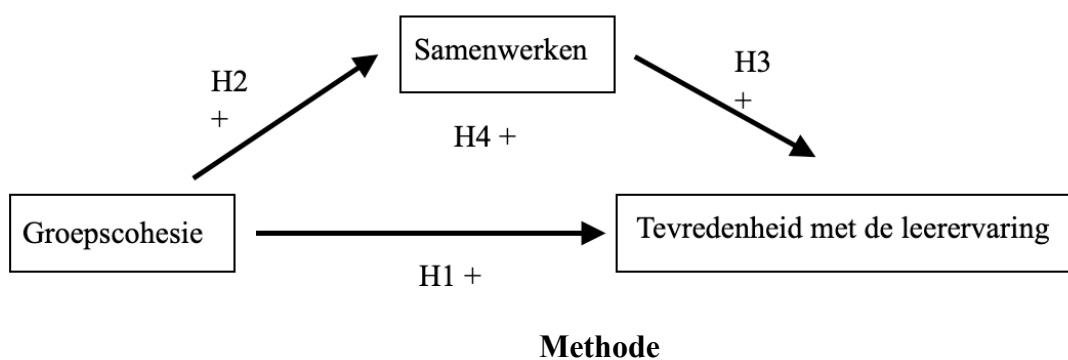 Samenwerken
H2
+
H3
+
H4 +
Groepscohesie
Tevredenheid met de leerervaring
H1 +
Methode